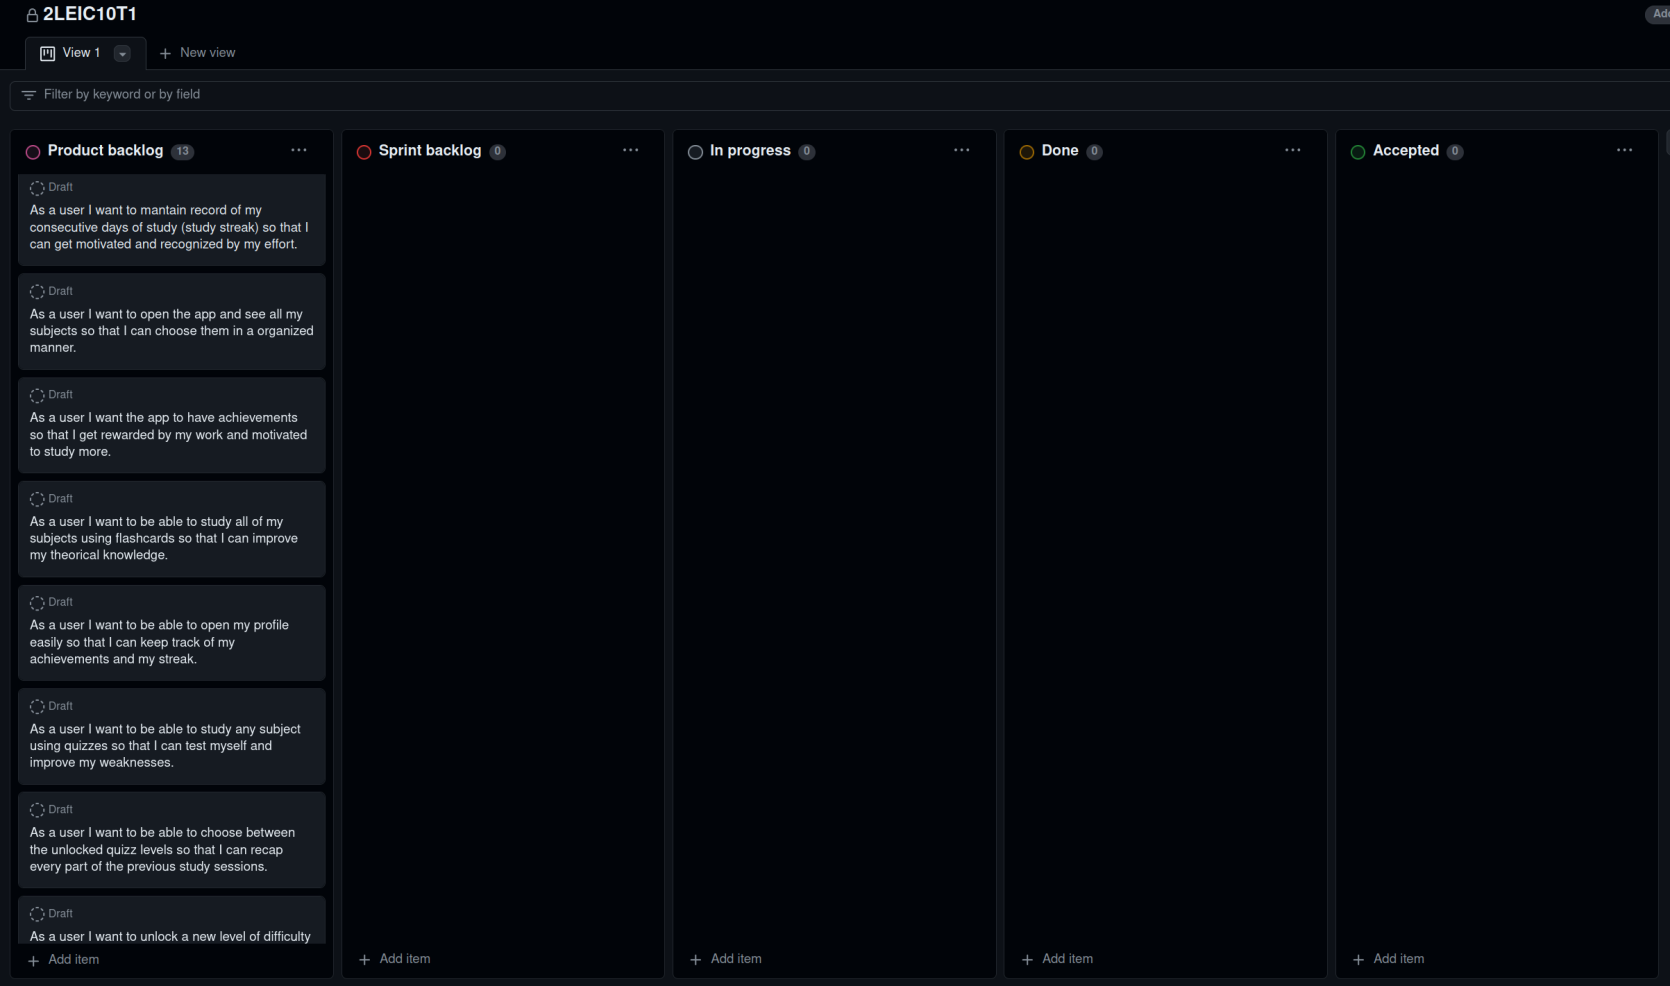 2LEIC10T1
View 1
New view
Filter by keyword or by field
Product backlog 13
Draft
As a user I want to mantain record of my
consecutive days of study (study streak) so that I
can get motivated and recognized by my effort.
Draft
As a user I want to open the app and see all my
subjects so that I can choose them in a organized
manner.
Draft
As a user I want the app to have achievements
so that I get rewarded by my work and motivated
to study more.
Draft
As a user I want to be able to study all of my
subjects using flashcards so that I can improve
my theorical knowledge.
Draft
As a user I want to be able to open my profile
easily so that I can keep track of my
achievements and my streak.
Draft
As a user I want to be able to study any subject
using quizzes so that I can test myself and
improve my weaknesses.
Draft
As a user I want to be able to choose between
the unlocked quizz levels so that I can recap
every part of the previous study sessions.
Draft
As a user I want to unlock a new level of difficulty
Add item
Sprint backlog 0
Add item
In progress 0
Add item
Done 0
Add item
Accepted 0
Add item